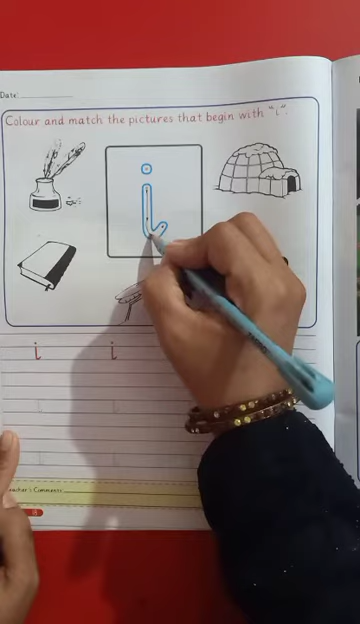 Date:
Colour and match the pictures that begin with "i".
i
i i
Teacher's Comments: